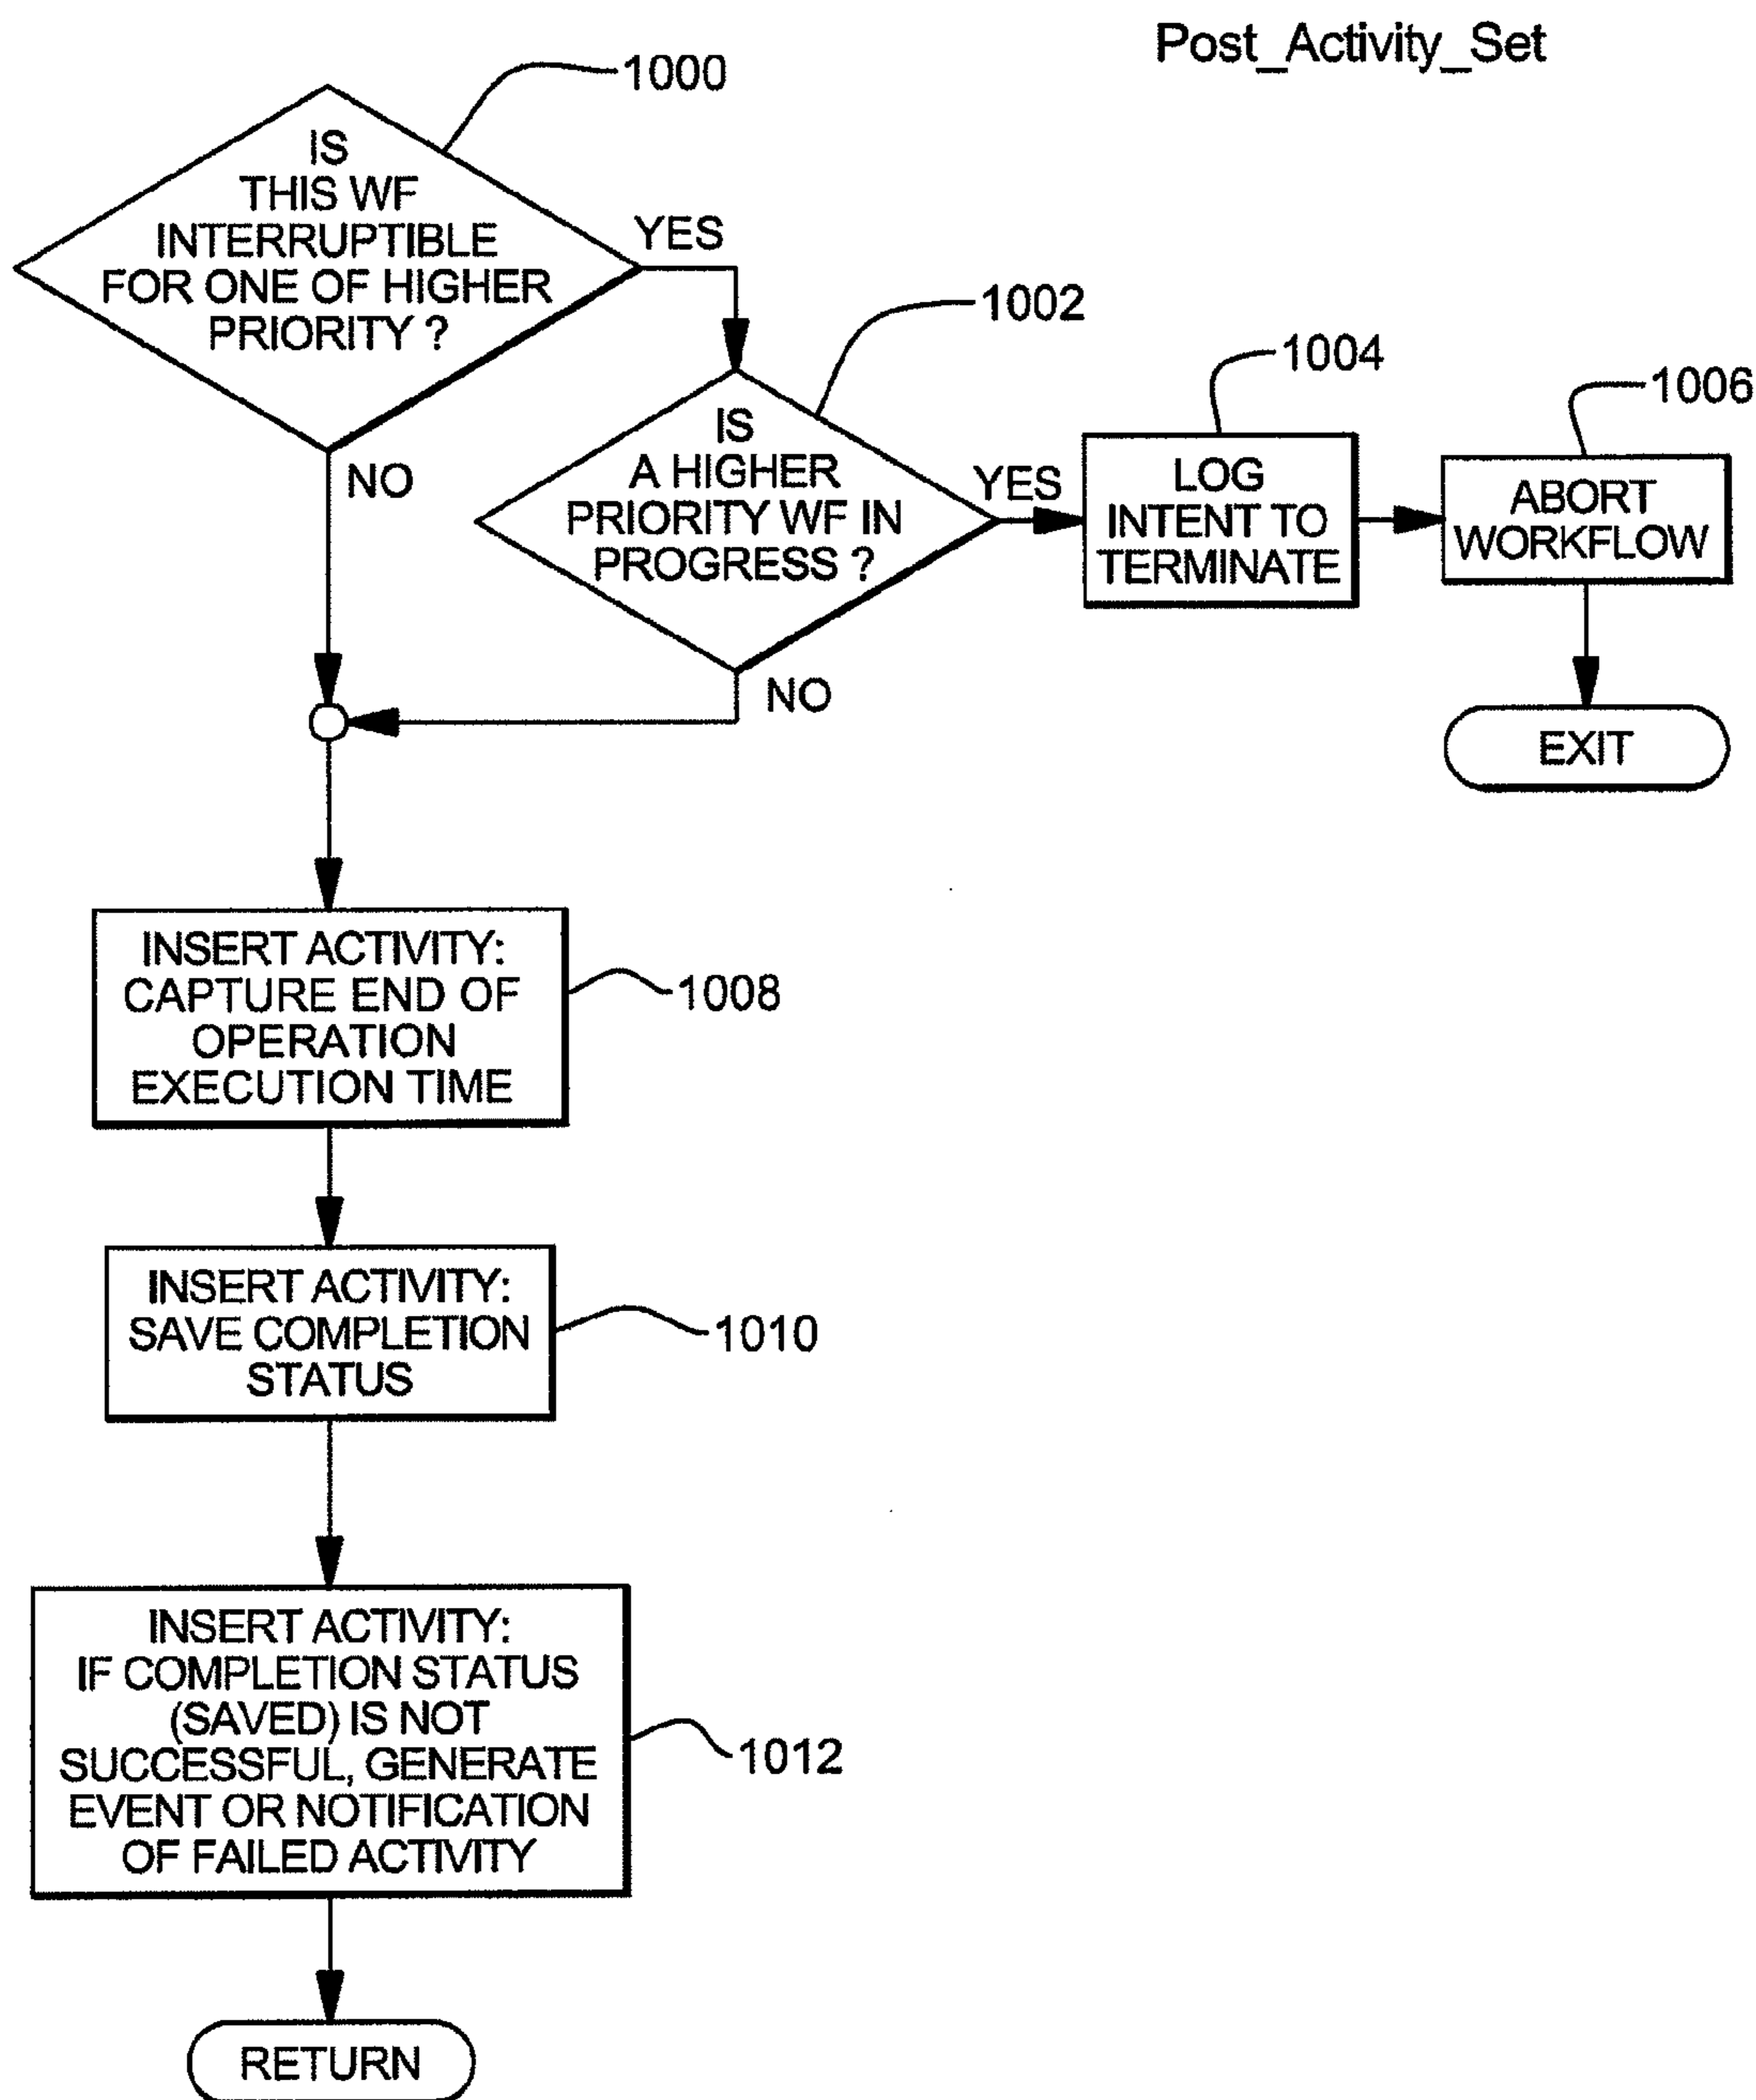 Post_Activity_Set
1000
IS
THIS WF
INTERRUPTIBLE
FOR ONE OF HIGHER
PRIORITY ?
YES
NO
1002
IS
A HIGHER
PRIORITY WF IN
PROGRESS ?
YES
NO
1004
LOG
INTENT TO
TERMINATE
1006
ABORT
WORKFLOW
EXIT
INSERT ACTIVITY:
CAPTURE END OF
OPERATION
EXECUTION TIME
1008
INSERT ACTIVITY:
SAVE COMPLETION
STATUS
1010
INSERT ACTIVITY:
IF COMPLETION STATUS
(SAVED) IS NOT
SUCCESSFUL, GENERATE
EVENT OR NOTIFICATION
OF FAILED ACTIVITY
1012
RETURN